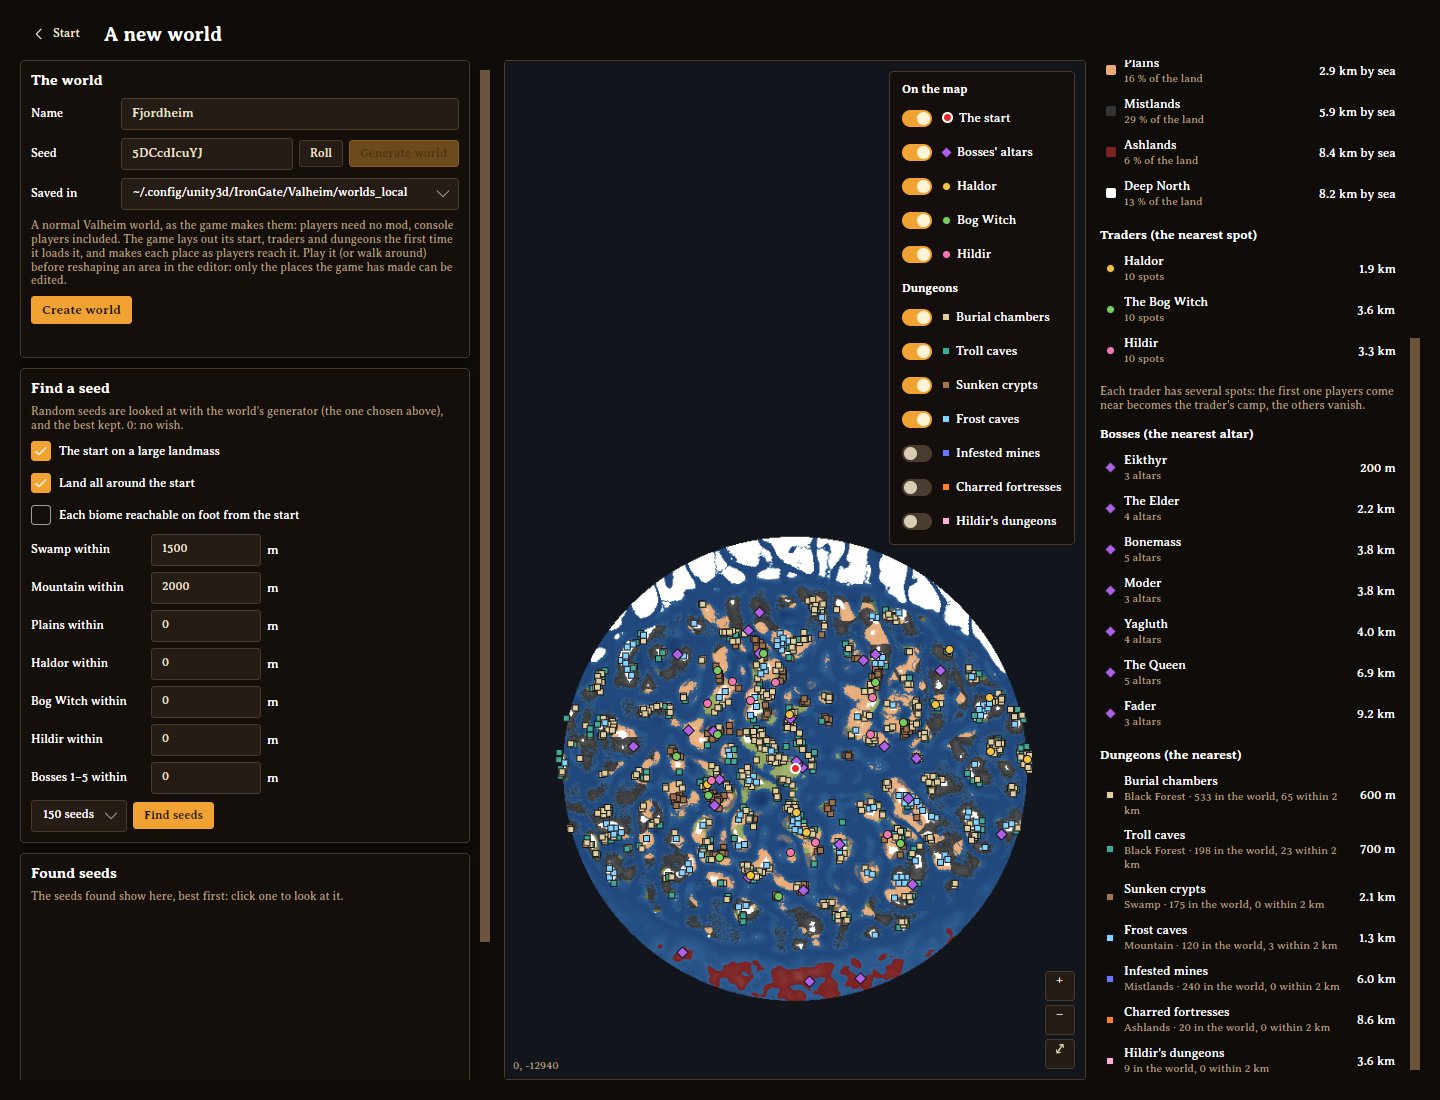 Start
A new world
The world
Name
Fjordheim
Seed
5DCcdIcuYJ
Roll
Generate world
Saved in
~/.config/unity3d/IronGate/Valheim/worlds_local
A normal Valheim world, as the game makes them: players need no mod, console
players included. The game lays out its start, traders and dungeons the first time
it loads it, and makes each place as players reach it. Play it (or walk around)
before reshaping an area in the editor: only the places the game has made can be
edited.
Create world
Find a seed
Random seeds are looked at with the world's generator (the one chosen above),
and the best kept. 0: no wish.
The start on a large landmass
Land all around the start
Each biome reachable on foot from the start
Swamp within
1500
m
Mountain within
2000
m
Plains within
0
m
Haldor within
0
m
Bog Witch within
0
m
Hildir within
0
m
Bosses 1–5 within
0
m
150 seeds
Find seeds
Found seeds
The seeds found show here, best first: click one to look at it.
On the map
The start
Bosses' altars
Haldor
Bog Witch
Hildir
Dungeons
Burial chambers
Troll caves
Sunken crypts
Frost caves
Infested mines
Charred fortresses
Hildir's dungeons
+
−
0, -12940
Plains
16 % of the land
2.9 km by sea
Mistlands
29 % of the land
5.9 km by sea
Ashlands
6 % of the land
8.4 km by sea
Deep North
13 % of the land
8.2 km by sea
Traders (the nearest spot)
Haldor
10 spots
1.9 km
The Bog Witch
10 spots
3.6 km
Hildir
10 spots
3.3 km
Each trader has several spots: the first one players come
near becomes the trader's camp, the others vanish.
Bosses (the nearest altar)
Eikthyr
3 altars
200 m
The Elder
4 altars
2.2 km
Bonemass
5 altars
3.8 km
Moder
3 altars
3.8 km
Yagluth
4 altars
4.0 km
The Queen
5 altars
6.9 km
Fader
3 altars
9.2 km
Dungeons (the nearest)
Burial chambers
Black Forest · 533 in the world, 65 within 2
km
600 m
Troll caves
Black Forest · 198 in the world, 23 within 2
km
700 m
Sunken crypts
Swamp · 175 in the world, 0 within 2 km
2.1 km
Frost caves
Mountain · 120 in the world, 3 within 2 km
1.3 km
Infested mines
Mistlands · 240 in the world, 0 within 2 km
6.0 km
Charred fortresses
Ashlands · 20 in the world, 0 within 2 km
8.6 km
Hildir's dungeons
9 in the world, 0 within 2 km
3.6 km